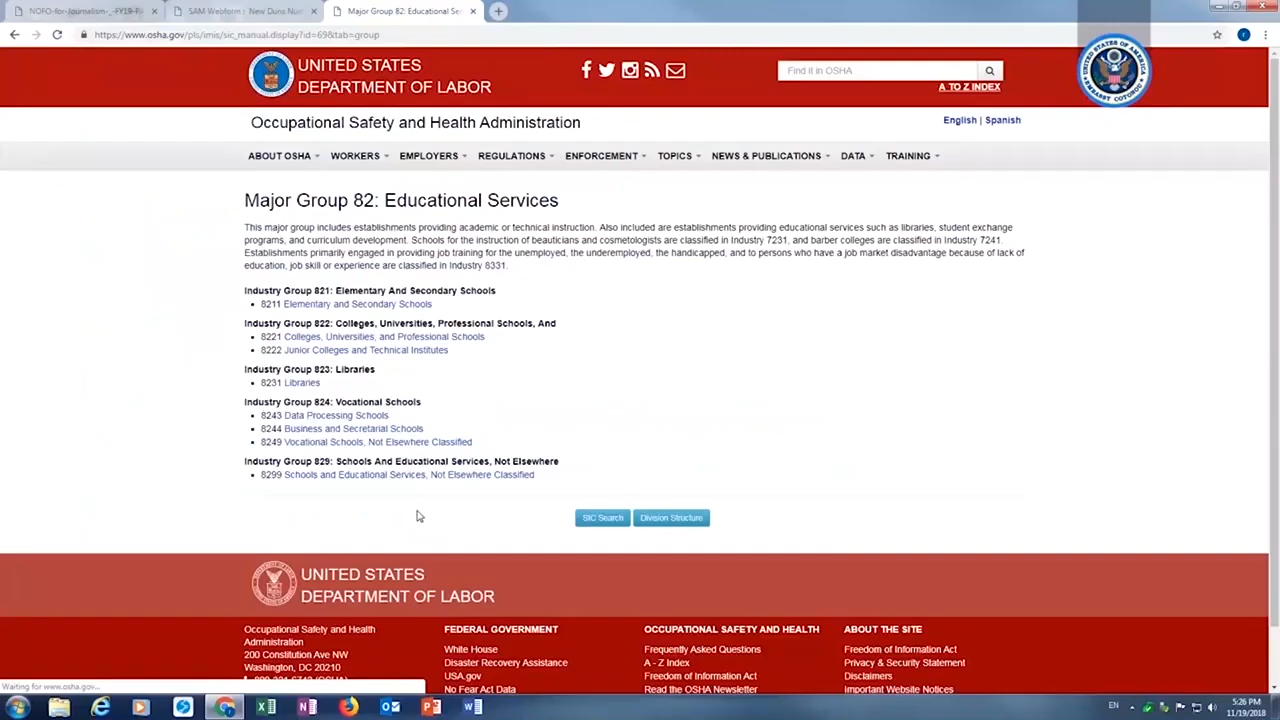 NOFO-for-Journalism-_-FY19-F
SAM Webform : New Duns Nu
Major Group 82: Educational Se
https://www.osha.gov/pls/imis/sic_manual.display?id=69&tab=group
UNITED STATES
DEPARTMENT OF LABOR
Find it in OSHA
A TO Z INDEX
UNITED STATES OF AMERICA
EMBASSY COTONOU
Occupational Safety and Health Administration
English | Spanish
ABOUT OSHA WORKERS EMPLOYERS REGULATIONS ENFORCEMENT TOPICS NEWS & PUBLICATIONS DATA TRAINING
Major Group 82: Educational Services
This major group includes establishments providing academic or technical instruction. Also included are establishments providing educational services such as libraries, student exchange
programs, and curriculum development. Schools for the instruction of beauticians and cosmetologists are classified in Industry 7231, and barber colleges are classified in Industry 7241.
Establishments primarily engaged in providing job training for the unemployed, the underemployed, the handicapped, and to persons who have a job market disadvantage because of lack of
education, job skill or experience are classified in Industry 8331.
Industry Group 821: Elementary And Secondary Schools
• 8211 Elementary and Secondary Schools
Industry Group 822: Colleges, Universities, Professional Schools, And
• 8221 Colleges, Universities, and Professional Schools
• 8222 Junior Colleges and Technical Institutes
Industry Group 823: Libraries
• 8231 Libraries
Industry Group 824: Vocational Schools
• 8243 Data Processing Schools
• 8244 Business and Secretarial Schools
• 8249 Vocational Schools, Not Elsewhere Classified
Industry Group 829: Schools And Educational Services, Not Elsewhere
• 8299 Schools and Educational Services, Not Elsewhere Classified
SIC Search Division Structure
UNITED STATES
DEPARTMENT OF LABOR
Occupational Safety and Health
Administration
200 Constitution Ave NW
Washington, DC 20210
FEDERAL GOVERNMENT
White House
Disaster Recovery Assistance
USA.gov
No Fear Act Data
OCCUPATIONAL SAFETY AND HEALTH
Frequently Asked Questions
A - Z Index
Freedom of Information Act
Read the OSHA Newsletter
ABOUT THE SITE
Freedom of Information Act
Privacy & Security Statement
Disclaimers
Important Website Notices
Waiting for www.osha.gov...
EN
5:26 PM
11/19/2018